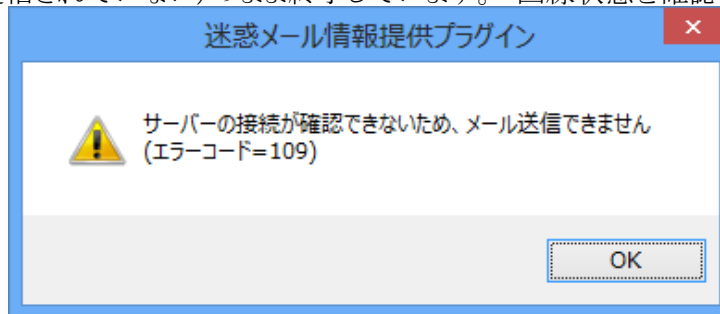 迷惑メール情報提供プラグイン
サーバーの接続が確認できないため、メール送信できません
(エラーコード=109)
OK